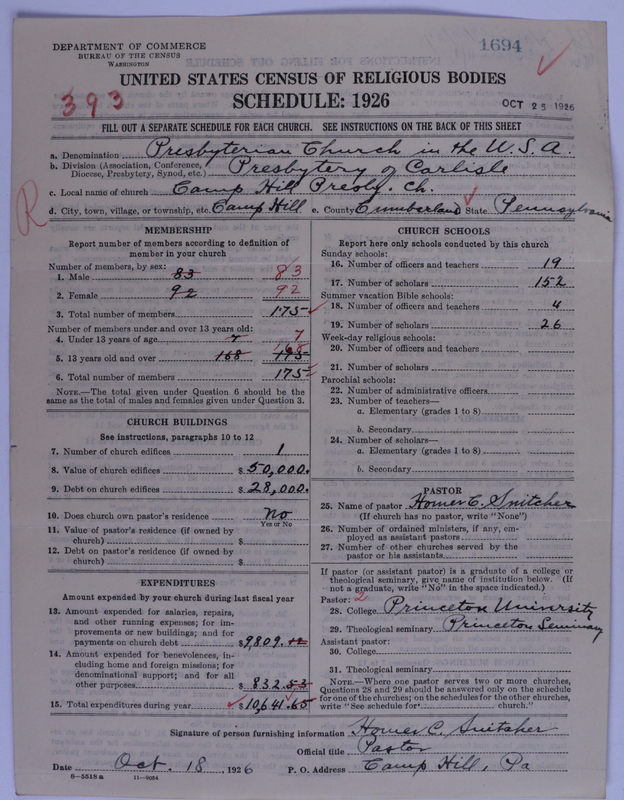 DEPARTMENT OF COMMERCE
BUREAU OF THE CENSUS
WASHINGTON
1694
UNITED STATES CENSUS OF RELIGIOUS BODIES
SCHEDULE: 1926
393
OCT 25 1926
FILL OUT A SEPARATE SCHEDULE FOR EACH CHURCH. SEE INSTRUCTIONS ON THE BACK OF THIS SHEET
a. Denomination Presbyterian Church in the U.S.A.
b. Division (Association, Conference, Diocese, Presbytery, Synod, etc.) Presbytery of Carlisle
c. Local name of church Camp Hill Presby. Ch.
R
d. City, town, village, or township, etc. Camp Hill e. County Cumberland State Pennsylvania
MEMBERSHIP
Report number of members according to definition of
member in your church
Number of members, by sex:
1. Male 83 83
2. Female 92 92
3. Total number of members 175
Number of members under and over 13 years old:
4. Under 13 years of age 7 7
5. 13 years old and over 168 175 168
6. Total number of members 175
NOTE.—The total given under Question 6 should be
same as the total of males and females given under Question 3.
CHURCH BUILDINGS
See instructions, paragraphs 10 to 12
7. Number of church edifices 1
8. Value of church edifices $50,000.
9. Debt on church edifices $28,000.
10. Does church own pastor's residence No
Yes or No
11. Value of pastor's residence (if owned by
church) $
12. Debt on pastor's residence (if owned by
church) $
EXPENDITURES
Amount expended by your church during last fiscal year
13. Amount expended for salaries, repairs,
and other running expenses; for im-
provements or new buildings; and for
payments on church debt $9809.12
14. Amount expended for benevolences, in-
cluding home and foreign missions; for
denominational support; and for all
other purposes $832.53
15. Total expenditures during year $10,641.65
CHURCH SCHOOLS
Report here only schools conducted by this church
Sunday schools:
16. Number of officers and teachers 19
17. Number of scholars 152
Summer vacation Bible schools:
18. Number of officers and teachers 4
19. Number of scholars 26
Week-day religious schools:
20. Number of officers and teachers
21. Number of scholars
Parochial schools:
22. Number of administrative officers
23. Number of teachers—
a. Elementary (grades 1 to 8)
b. Secondary
24. Number of scholars—
a. Elementary (grades 1 to 8)
b. Secondary
PASTOR
25. Name of pastor Homer C. Snitcher
(If church has no pastor, write "None")
26. Number of ordained ministers, if any, em-
ployed as assistant pastors
27. Number of other churches served by the
pastor or his assistants
If pastor (or assistant pastor) is a graduate of a college or
theological seminary, give name of institution below. (If
not a graduate, write "No" in the space indicated.)
Pastor: 2
28. College Princeton University
29. Theological seminary Princeton Seminary
Assistant pastor:
30. College
31. Theological seminary
NOTE.—Where one pastor serves two or more churches,
Questions 28 and 29 should be answered only on the schedule
for one of the churches; on the schedules for the other churches,
write "See schedule for church."
Signature of person furnishing information Homer C. Snitcher
Official title Pastor
Date Oct. 18, 1926 P. O. Address Camp Hill, Pa
6—5518a 11—9084